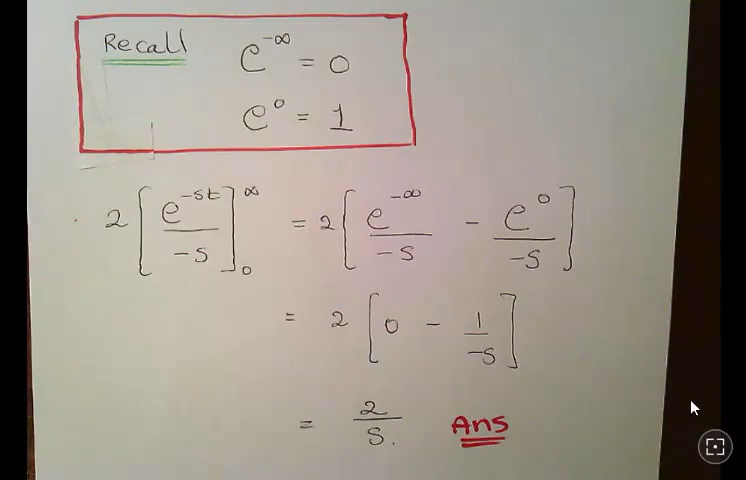 Recall e^-∞ = 0
e^0 = 1
2[e^-st/-s]_0^∞ = 2[e^-∞/-s - e^0/-s]
= 2[0 - 1/-s]
= 2/s. Ans